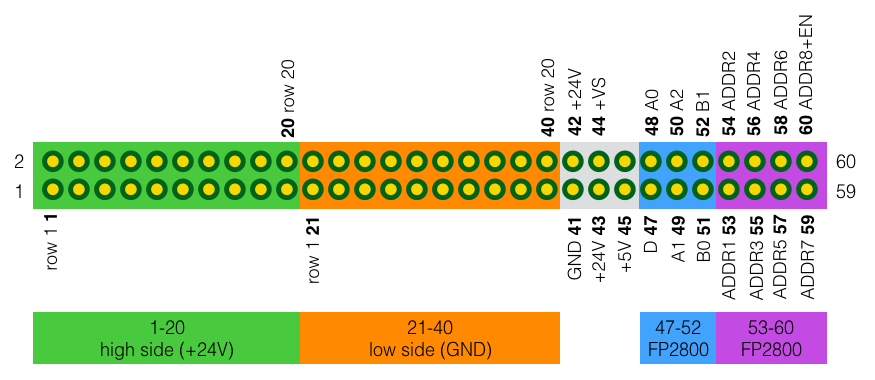 20 row 20
40 row 20
42 +24V
44 +VS
48 A0
50 A2
52 B1
54 ADDR2
56 ADDR4
58 ADDR6
60 ADDR8+EN
2
60
1
59
row 1 1
row 1 21
GND 41
+24V 43
+5V 45
D 47
A1 49
B0 51
ADDR1 53
ADDR3 55
ADDR5 57
ADDR7 59
1-20
high side (+24V)
21-40
low side (GND)
47-52
FP2800
53-60
FP2800